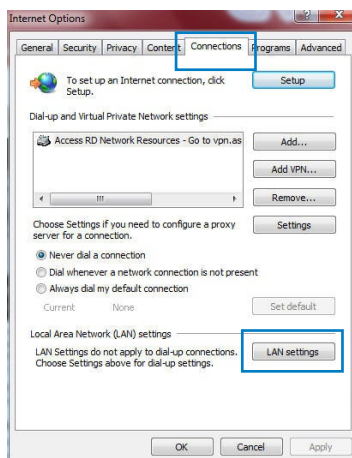 Internet Options
General Security Privacy Content Connections Programs Advanced
To set up an Internet connection, click
Setup.
Setup
Dial-up and Virtual Private Network settings
Access RD Network Resources - Go to vpn.as
Add...
Add VPN...
Remove...
Choose Settings if you need to configure a proxy
server for a connection.
Settings
Never dial a connection
Dial whenever a network connection is not present
Always dial my default connection
Current None
Set default
Local Area Network (LAN) settings
LAN Settings do not apply to dial-up connections.
Choose Settings above for dial-up settings.
LAN settings
OK Cancel Apply